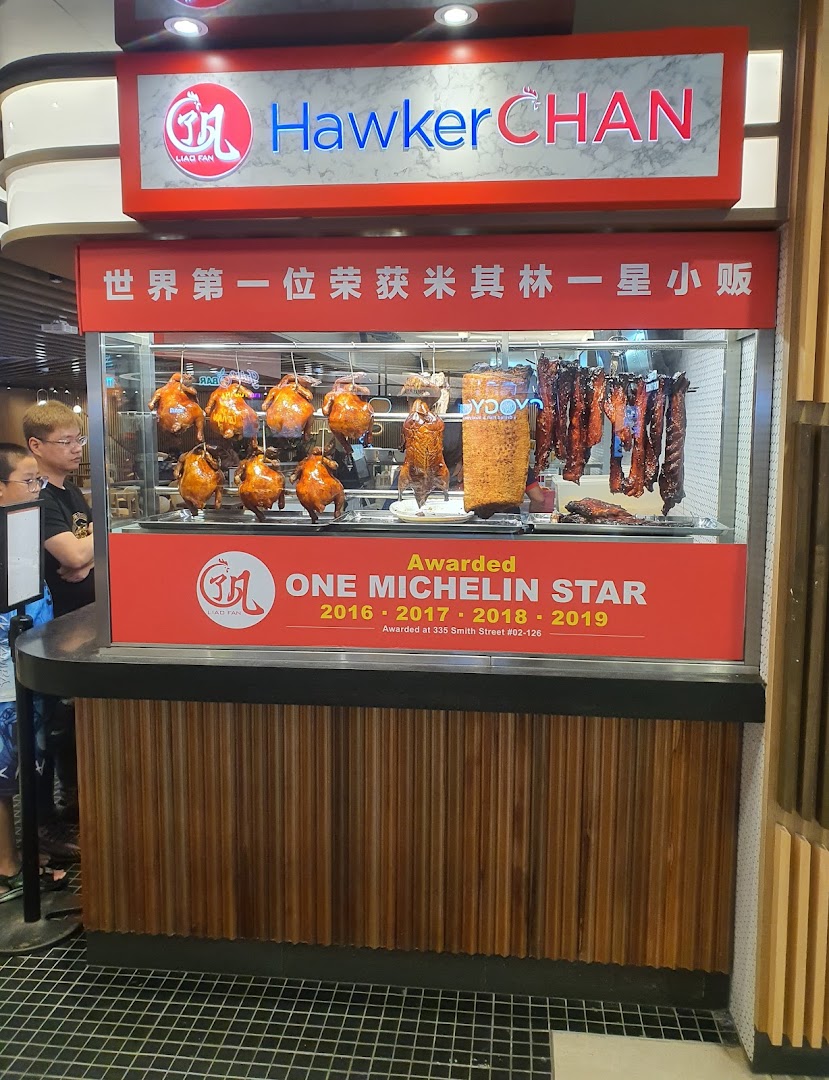 了凡
LIAO FAN
HawkerCHAN
世界第一位荣获米其林一星小贩
BAR
OYDOYO
了凡
LIAO FAN
Awarded
ONE MICHELIN STAR
2016 · 2017 · 2018 · 2019
Awarded at 335 Smith Street #02-126